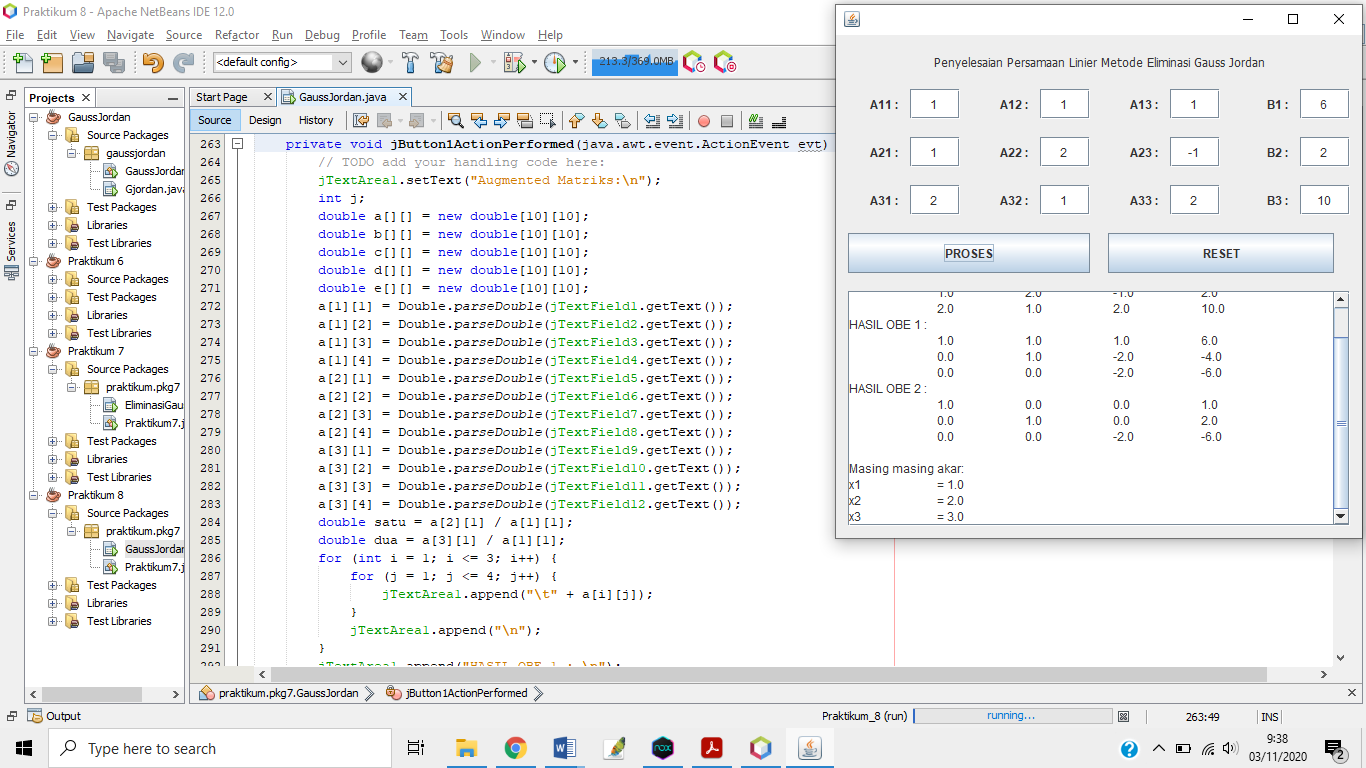 Praktikum 8 - Apache NetBeans IDE 12.0
File Edit View Navigate Source Refactor Run Debug Profile Team Tools Window Help
<default config>
213.3/369.0MB
Navigator
Services
Projects
GaussJordan
Source Packages
gaussjordan
GaussJordan
Gjordan.java
Test Packages
Libraries
Test Libraries
Praktikum 6
Source Packages
Test Packages
Libraries
Test Libraries
Praktikum 7
Source Packages
praktikum.pkg7
EliminasiGau
Praktikum7.j
Test Packages
Libraries
Test Libraries
Praktikum 8
Source Packages
praktikum.pkg7
GaussJordan
Praktikum7.j
Test Packages
Libraries
Test Libraries
Start Page GaussJordan.java
Source Design History
263 private void jButton1ActionPerformed(java.awt.event.ActionEvent evt)
264 // TODO add your handling code here:
265 jTextArea1.setText("Augmented Matriks:\n");
266 int j;
267 double a[][] = new double[10][10];
268 double b[][] = new double[10][10];
269 double c[][] = new double[10][10];
270 double d[][] = new double[10][10];
271 double e[][] = new double[10][10];
272 a[1][1] = Double.parseDouble(jTextField1.getText());
273 a[1][2] = Double.parseDouble(jTextField2.getText());
274 a[1][3] = Double.parseDouble(jTextField3.getText());
275 a[1][4] = Double.parseDouble(jTextField4.getText());
276 a[2][1] = Double.parseDouble(jTextField5.getText());
277 a[2][2] = Double.parseDouble(jTextField6.getText());
278 a[2][3] = Double.parseDouble(jTextField7.getText());
279 a[2][4] = Double.parseDouble(jTextField8.getText());
280 a[3][1] = Double.parseDouble(jTextField9.getText());
281 a[3][2] = Double.parseDouble(jTextField10.getText());
282 a[3][3] = Double.parseDouble(jTextField11.getText());
283 a[3][4] = Double.parseDouble(jTextField12.getText());
284 double satu = a[2][1] / a[1][1];
285 double dua = a[3][1] / a[1][1];
286 for (int i = 1; i <= 3; i++) {
287 for (j = 1; j <= 4; j++) {
288 jTextArea1.append("\t" + a[i][j]);
289 }
290 jTextArea1.append("\n");
291 }
292 jTextArea1.append("HASIL OBE 1 : \n");
praktikum.pkg7.GaussJordan jButton1ActionPerformed
Penyelesaian Persamaan Linier Metode Eliminasi Gauss Jordan
A11 : 1 A12 : 1 A13 : 1 B1 : 6
A21 : 1 A22 : 2 A23 : -1 B2 : 2
A31 : 2 A32 : 1 A33 : 2 B3 : 10
PROSES RESET
1.0 2.0 -1.0 2.0
2.0 1.0 2.0 10.0
HASIL OBE 1 :
1.0 1.0 1.0 6.0
0.0 1.0 -2.0 -4.0
0.0 0.0 -2.0 -6.0
HASIL OBE 2 :
1.0 0.0 0.0 1.0
0.0 1.0 0.0 2.0
0.0 0.0 -2.0 -6.0
Masing masing akar:
x1 = 1.0
x2 = 2.0
x3 = 3.0
Output
Praktikum_8 (run) running... 263:49 INS
Type here to search
nox
9:38
03/11/2020
2